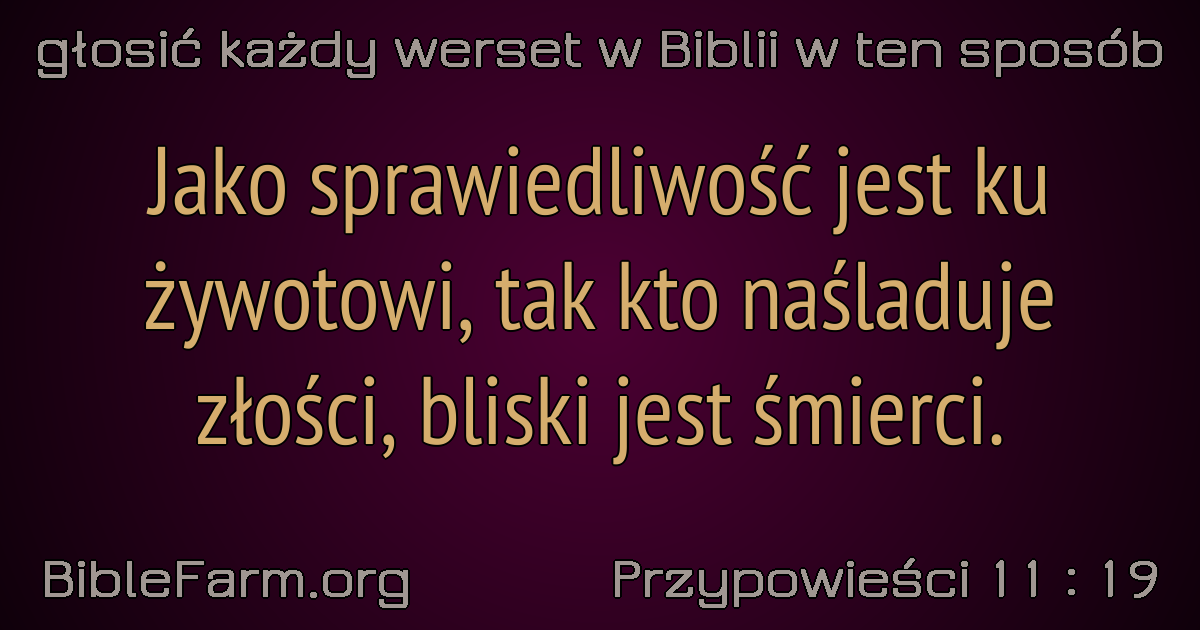 głosić każdy werset w Biblii w ten sposób
Jako sprawiedliwość jest ku
żywotowi, tak kto naśladuje
złości, bliski jest śmierci.
BibleFarm.org
Przypowieści 11 : 19